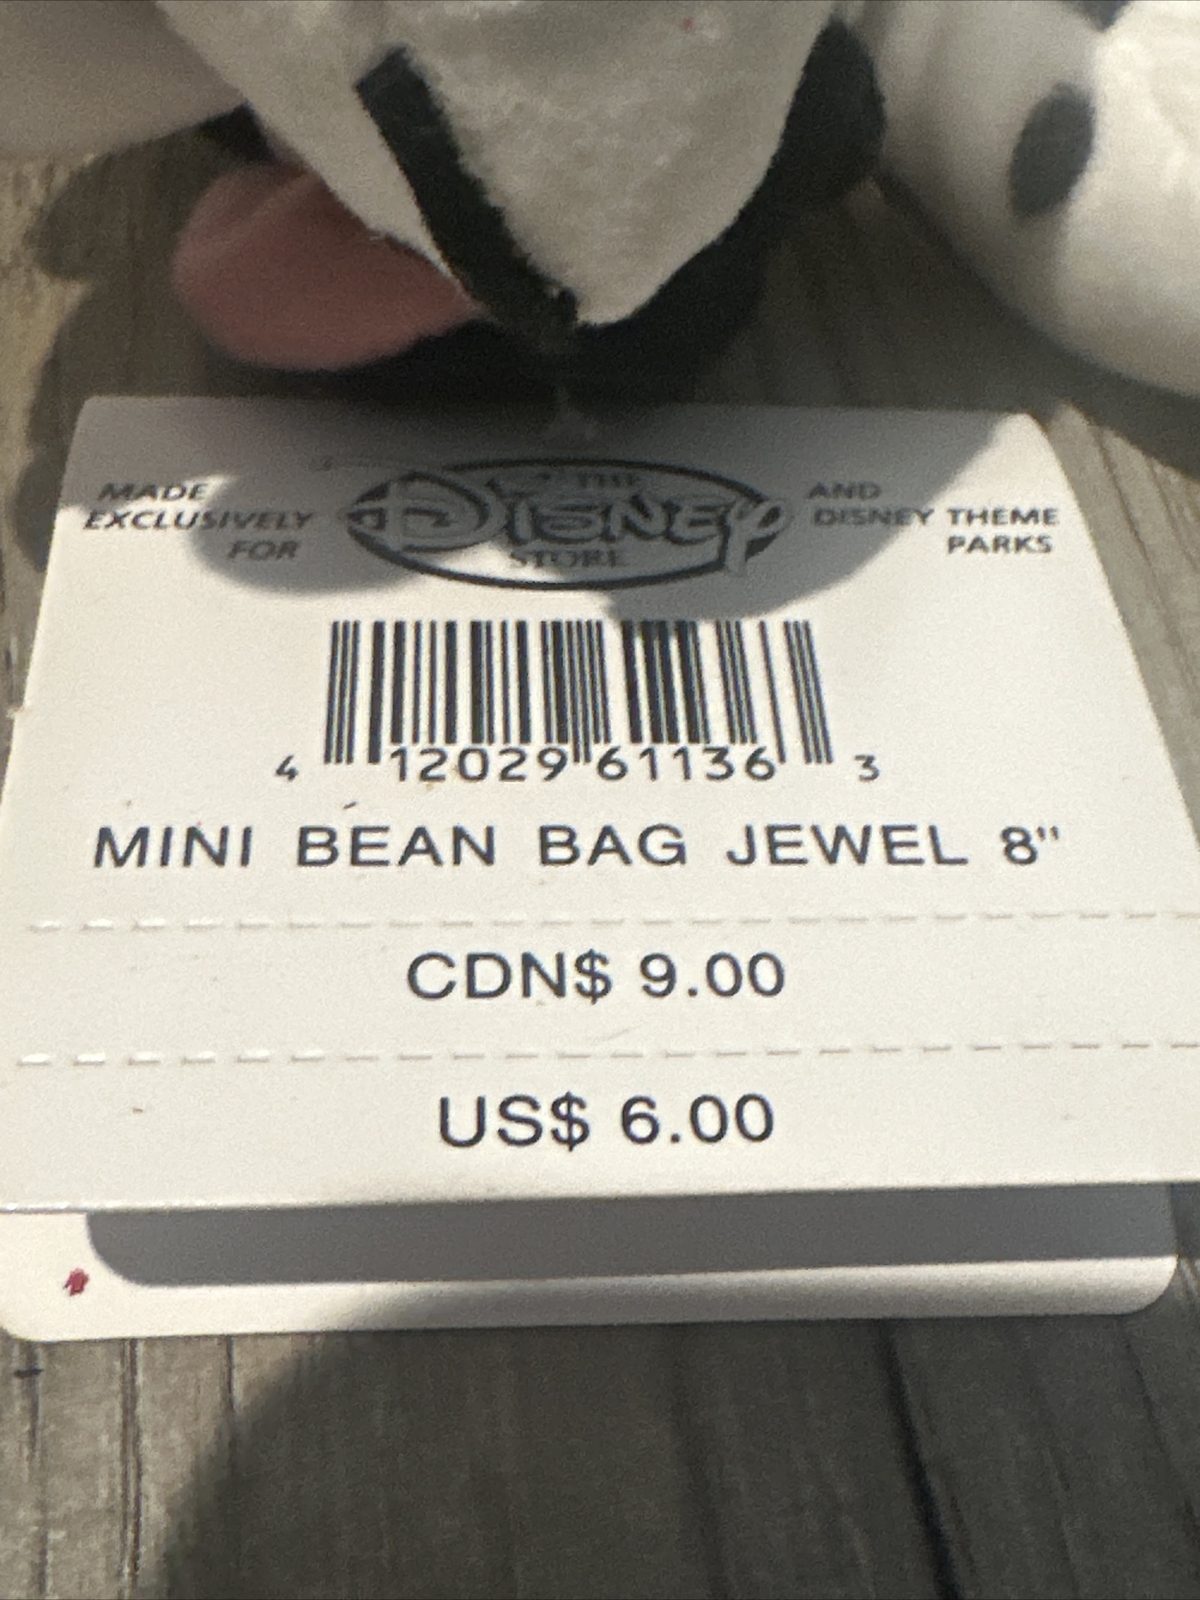 MADE
EXCLUSIVELY
FOR
THE
DISNEY
STORE
AND
DISNEY THEME
PARKS
4 12029 61136 3
MINI BEAN BAG JEWEL 8"
CDN$ 9.00
US$ 6.00